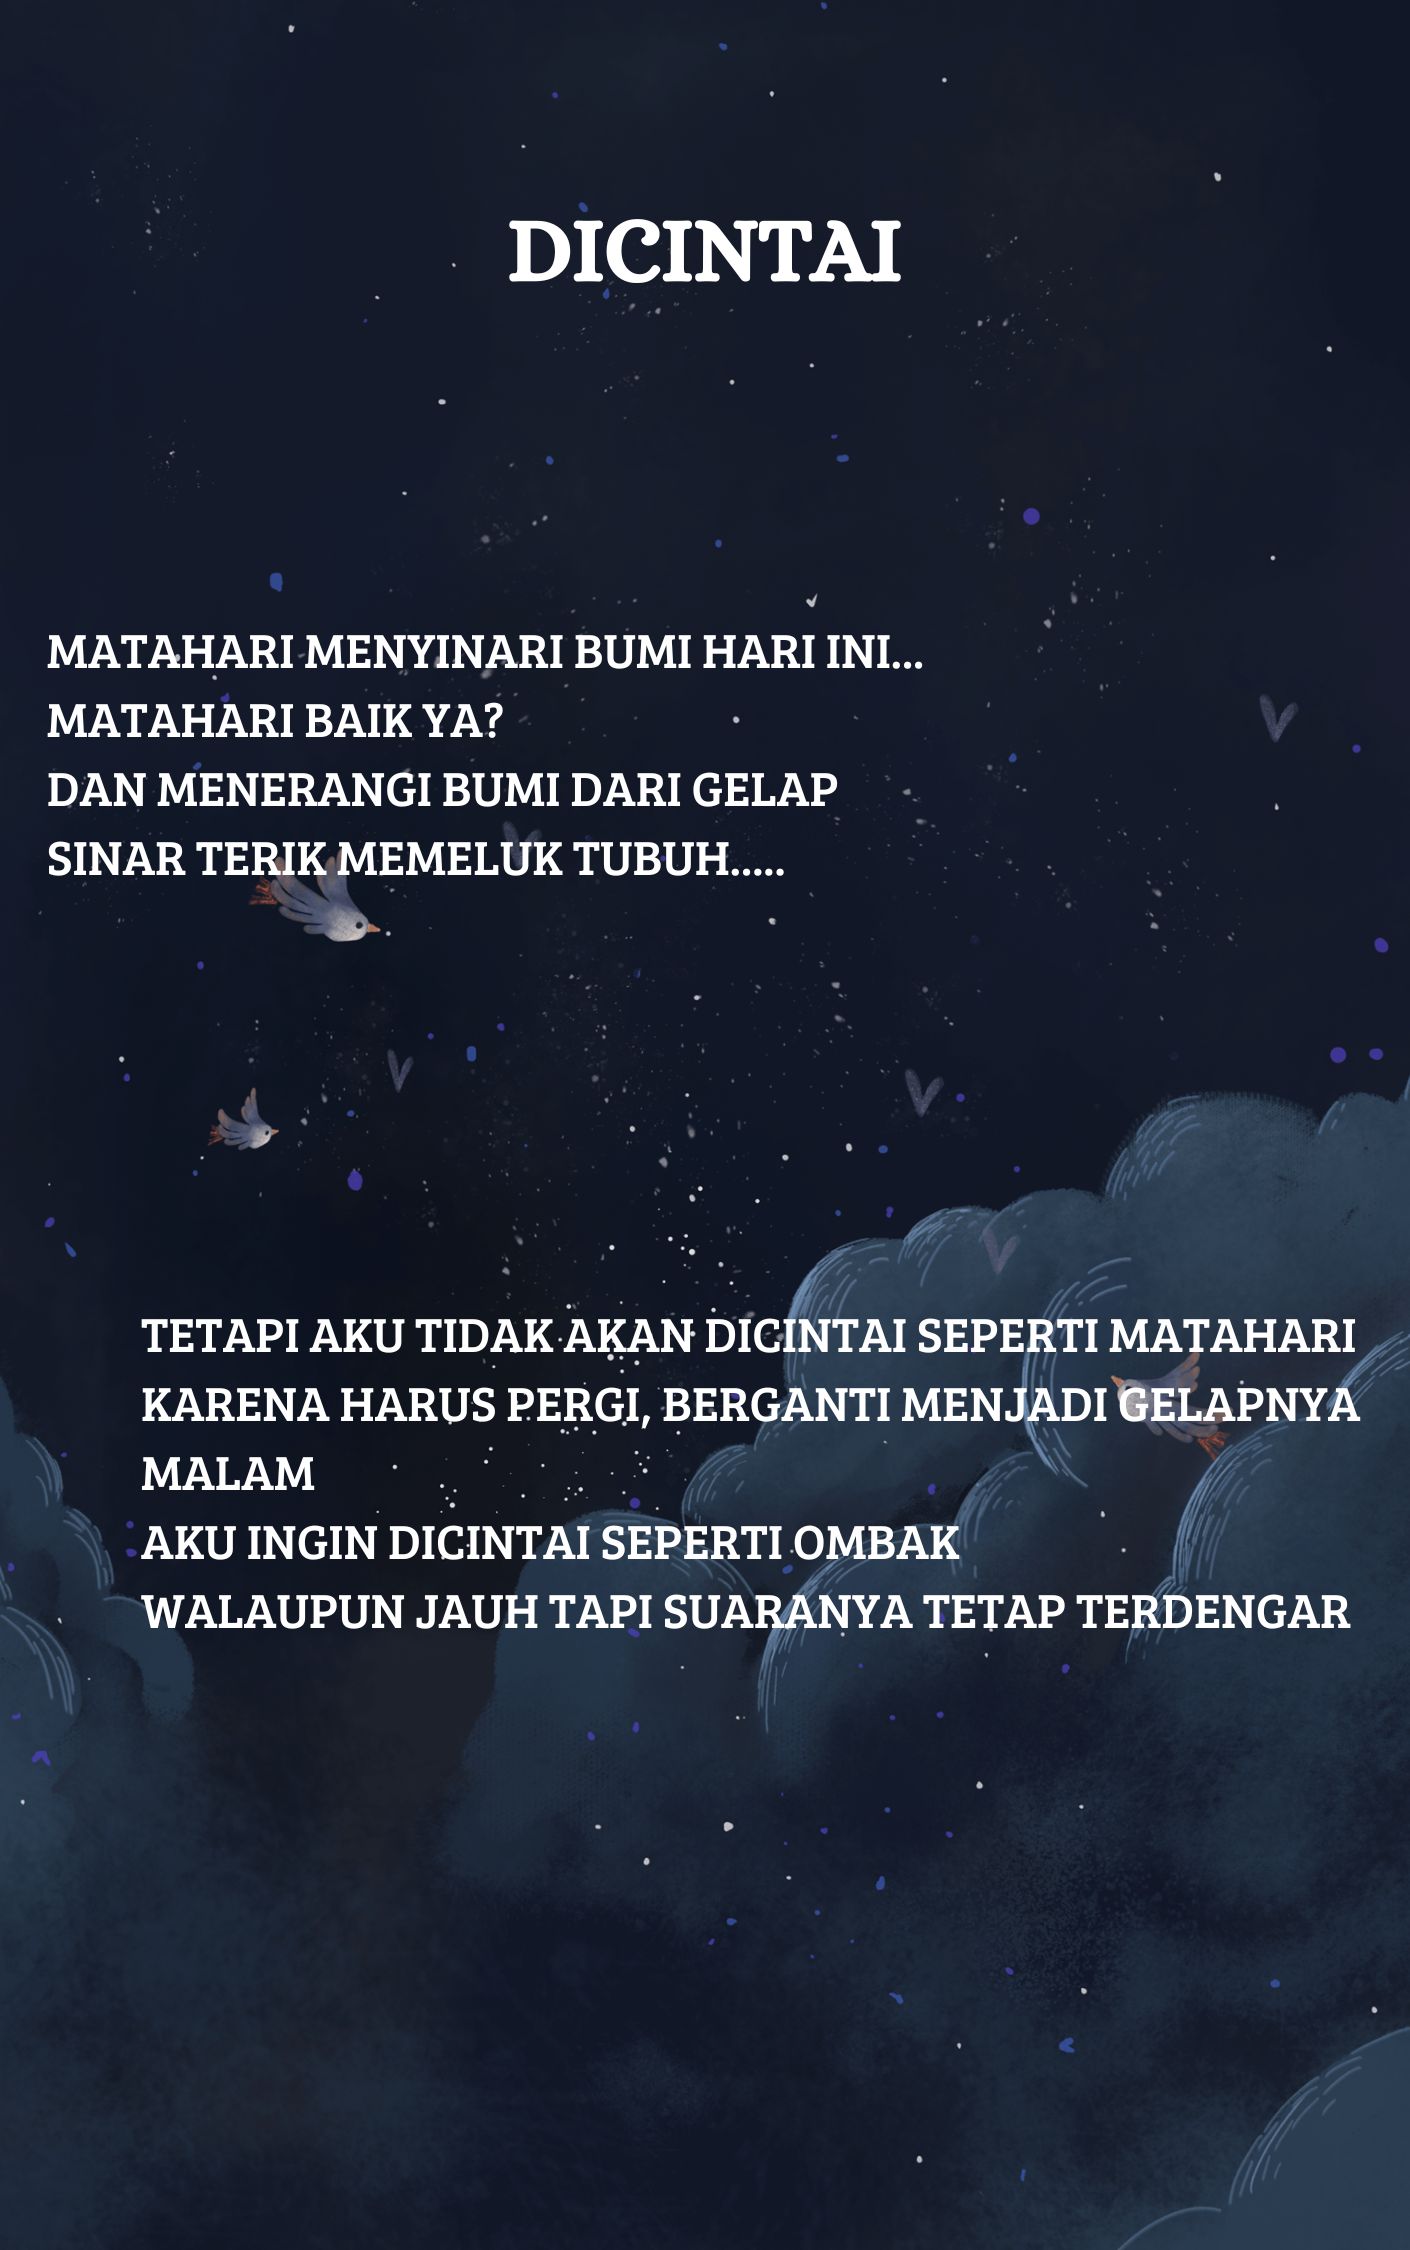 DICINTAI
MATAHARI MENYINARI BUMI HARI INI...
MATAHARI BAIK YA?
DAN MENERANGI BUMI DARI GELAP
SINAR TERIK MEMELUK TUBUH.....
TETAPI AKU TIDAK AKAN DICINTAI SEPERTI MATAHARI
KARENA HARUS PERGI, BERGANTI MENJADI GELAPNYA
MALAM
AKU INGIN DICINTAI SEPERTI OMBAK
WALAUPUN JAUH TAPI SUARANYA TETAP TERDENGAR